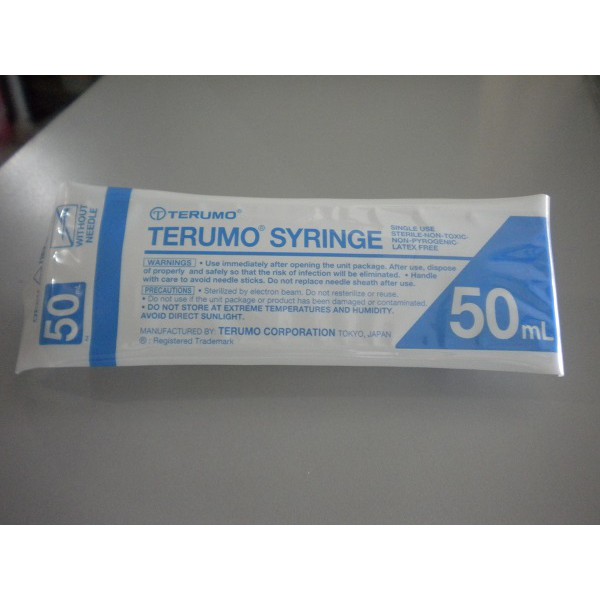 WITHOUT
NEEDLE
50mL
TERUMO®
TERUMO® SYRINGE
SINGLE USE
STERILE-NON-TOXIC-
NON-PYROGENIC-
LATEX FREE
WARNINGS • Use immediately after opening the unit package. After use, dispose
of properly and safely so that the risk of infection will be eliminated. • Handle
with care to avoid needle sticks. Do not replace needle sheath after use.
PRECAUTIONS • Sterilized by electron beam. Do not resterilize or reuse.
• Do not use if the unit package or product has been damaged or contaminated.
• DO NOT STORE AT EXTREME TEMPERATURES AND HUMIDITY.
AVOID DIRECT SUNLIGHT.
MANUFACTURED BY: TERUMO CORPORATION TOKYO, JAPAN
® : Registered Trademark
50mL